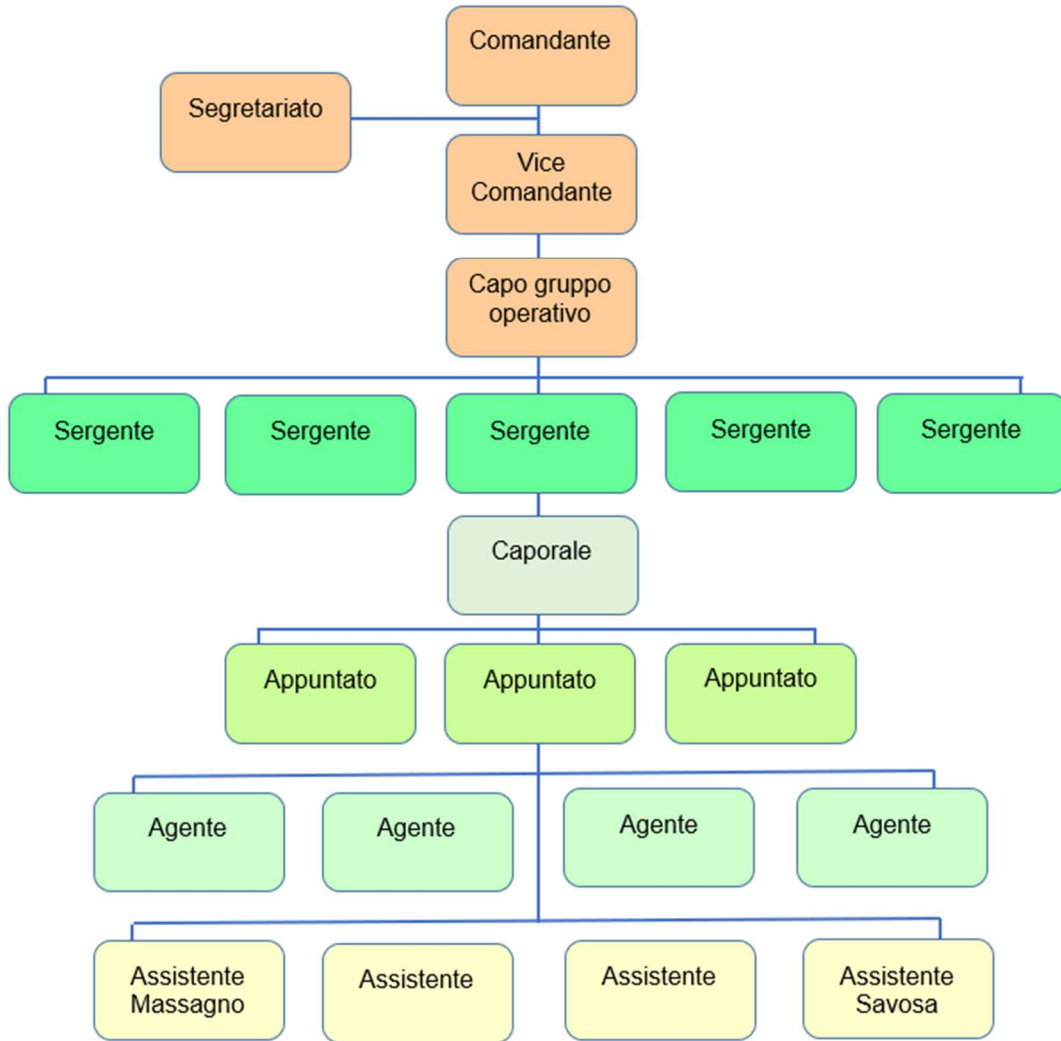 Comandante
Segretariato
Vice
Comandante
Capo gruppo
operativo
Sergente
Sergente
Sergente
Sergente
Sergente
Caporale
Appuntato
Appuntato
Appuntato
Agente
Agente
Agente
Agente
Assistente
Massagno
Assistente
Assistente
Assistente
Savosa